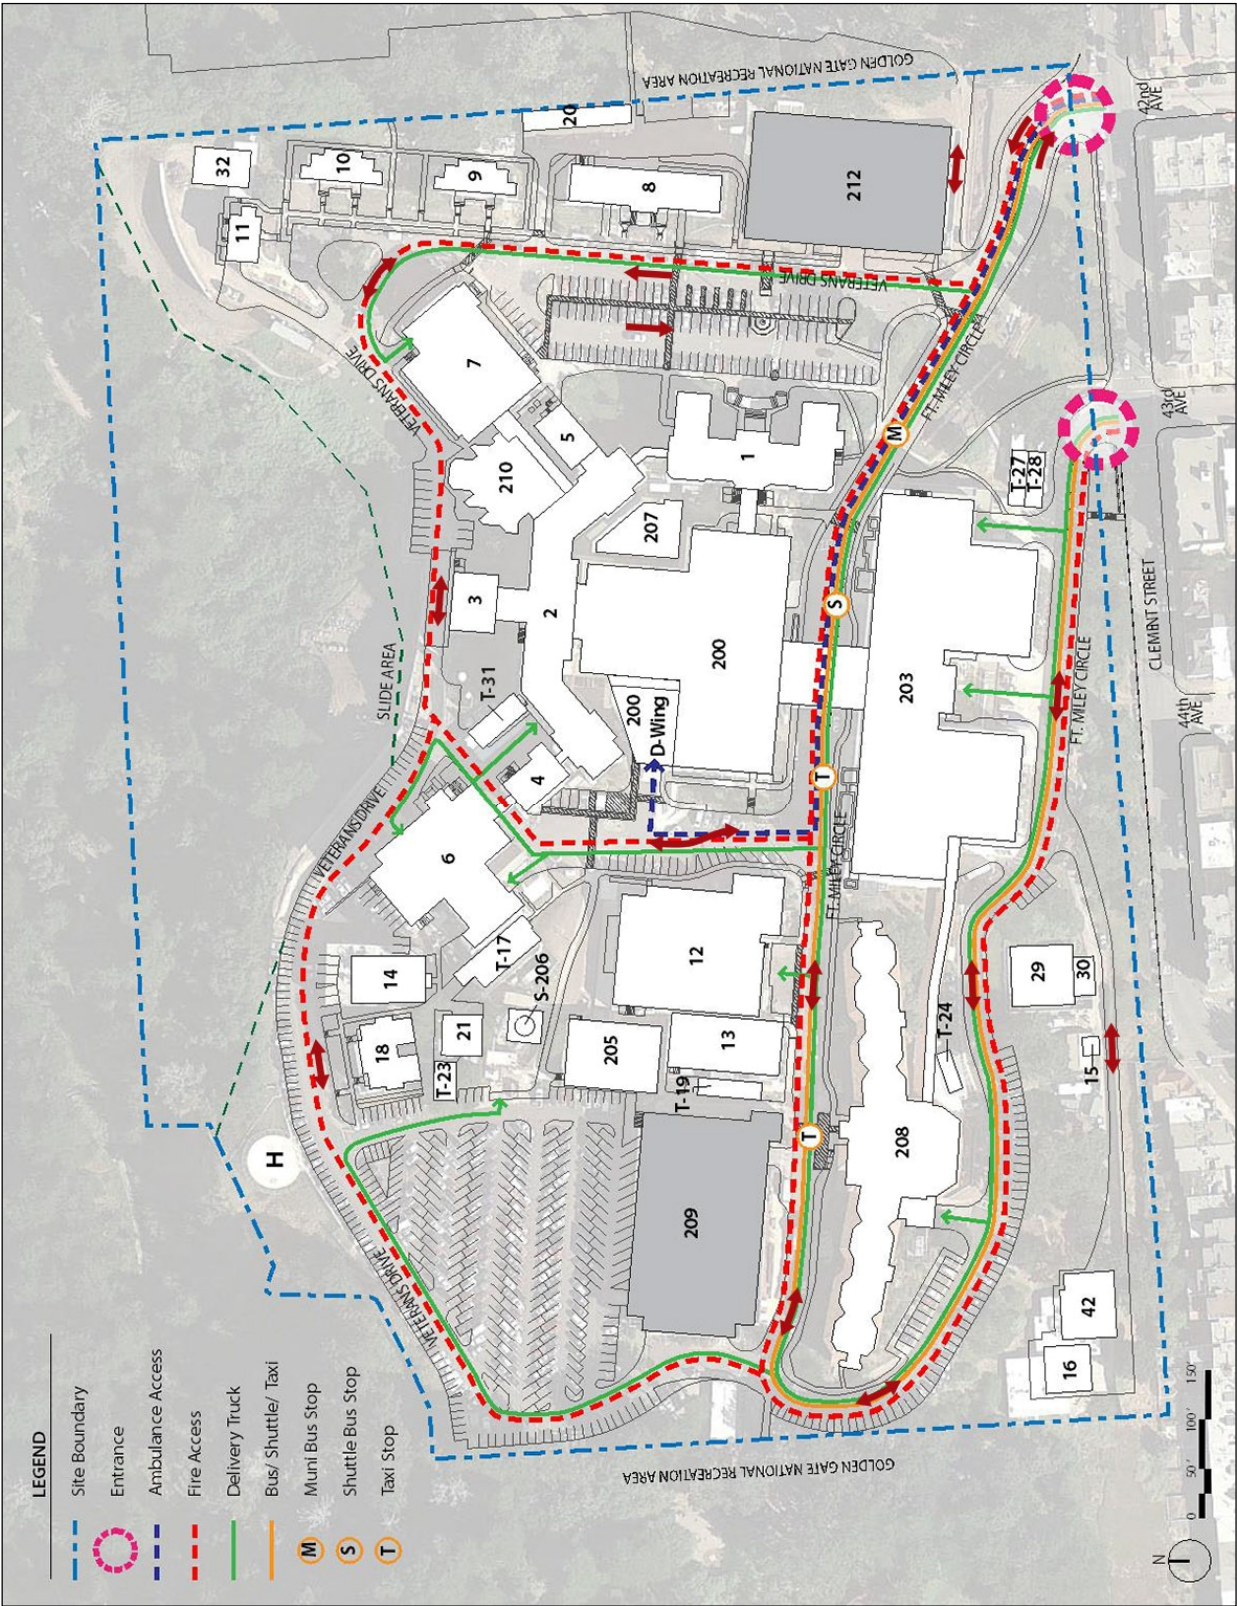 LEGEND
Site Boundary
Entrance
Ambulance Access
Fire Access
Delivery Truck
Bus/ Shuttle/ Taxi
M Muni Bus Stop
S Shuttle Bus Stop
T Taxi Stop
GOLDEN GATE NATIONAL RECREATION AREA
GOLDEN GATE NATIONAL RECREATION AREA
SLIDE AREA
VETERANS DRIVE
VETERANS DRIVE
VETERANS DRIVE
VETERANS DRIVE
FT. MILEY CIRCLE
FT. MILEY CIRCLE
FT. MILEY CIRCLE
CLEMENT STREET
42nd
AVE
43rd
AVE
44th
AVE
H
32
11
10
9
20
8
212
7
5
210
1
207
3
2
T-31
200
200
D-Wing
4
6
T-17
S-206
14
18
21
T-23
205
12
13
T-19
209
203
T-27
T-28
208
T-24
29
30
15
42
16
M
S
T
T
N
0 50' 100' 150'